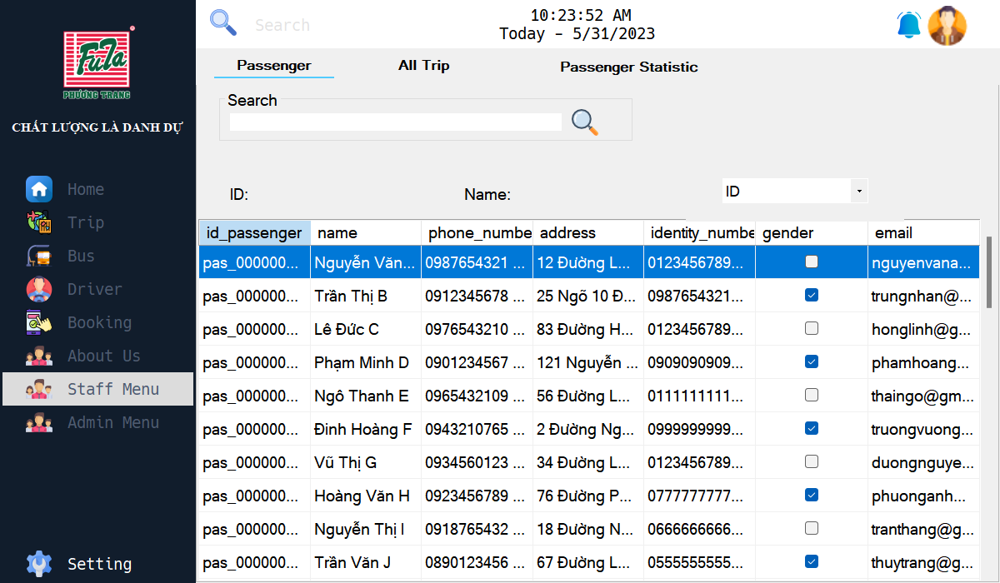 FuTa
PHƯƠNG TRANG
CHẤT LƯỢNG LÀ DANH DỰ
Home
Trip
Bus
Driver
Booking
About Us
Staff Menu
Admin Menu
Setting
Search
10:23:52 AM
Today - 5/31/2023
Passenger All Trip Passenger Statistic
Search
ID: Name: ID
id_passenger name phone_numbe address identity_numbe gender email
pas_000000... Nguyễn Văn... 0987654321 ... 12 Đường L... 0123456789... nguyenvana...
pas_000000... Trần Thị B 0912345678 ... 25 Ngõ 10 Đ... 0987654321... trungnhan@...
pas_000000... Lê Đức C 0976543210 ... 83 Đường H... 0123456789... honglinh@g...
pas_000000... Phạm Minh D 0901234567 ... 121 Nguyễn ... 0909090909... phamhoang...
pas_000000... Ngô Thanh E 0965432109 ... 56 Đường L... 0111111111... thaingo@gm...
pas_000000... Đinh Hoàng F 0943210765 ... 2 Đường Ng... 0999999999... truongvuong...
pas_000000... Vũ Thị G 0934560123 ... 34 Đường L... 0123456789... duongnguye...
pas_000000... Hoàng Văn H 0923456789 ... 76 Đường P... 0777777777... phuonganh...
pas_000000... Nguyễn Thị I 0918765432 ... 18 Đường N... 0666666666... tranthang@g...
pas_000000... Trần Văn J 0890123456 ... 67 Đường L... 0555555555... thuytrang@g...